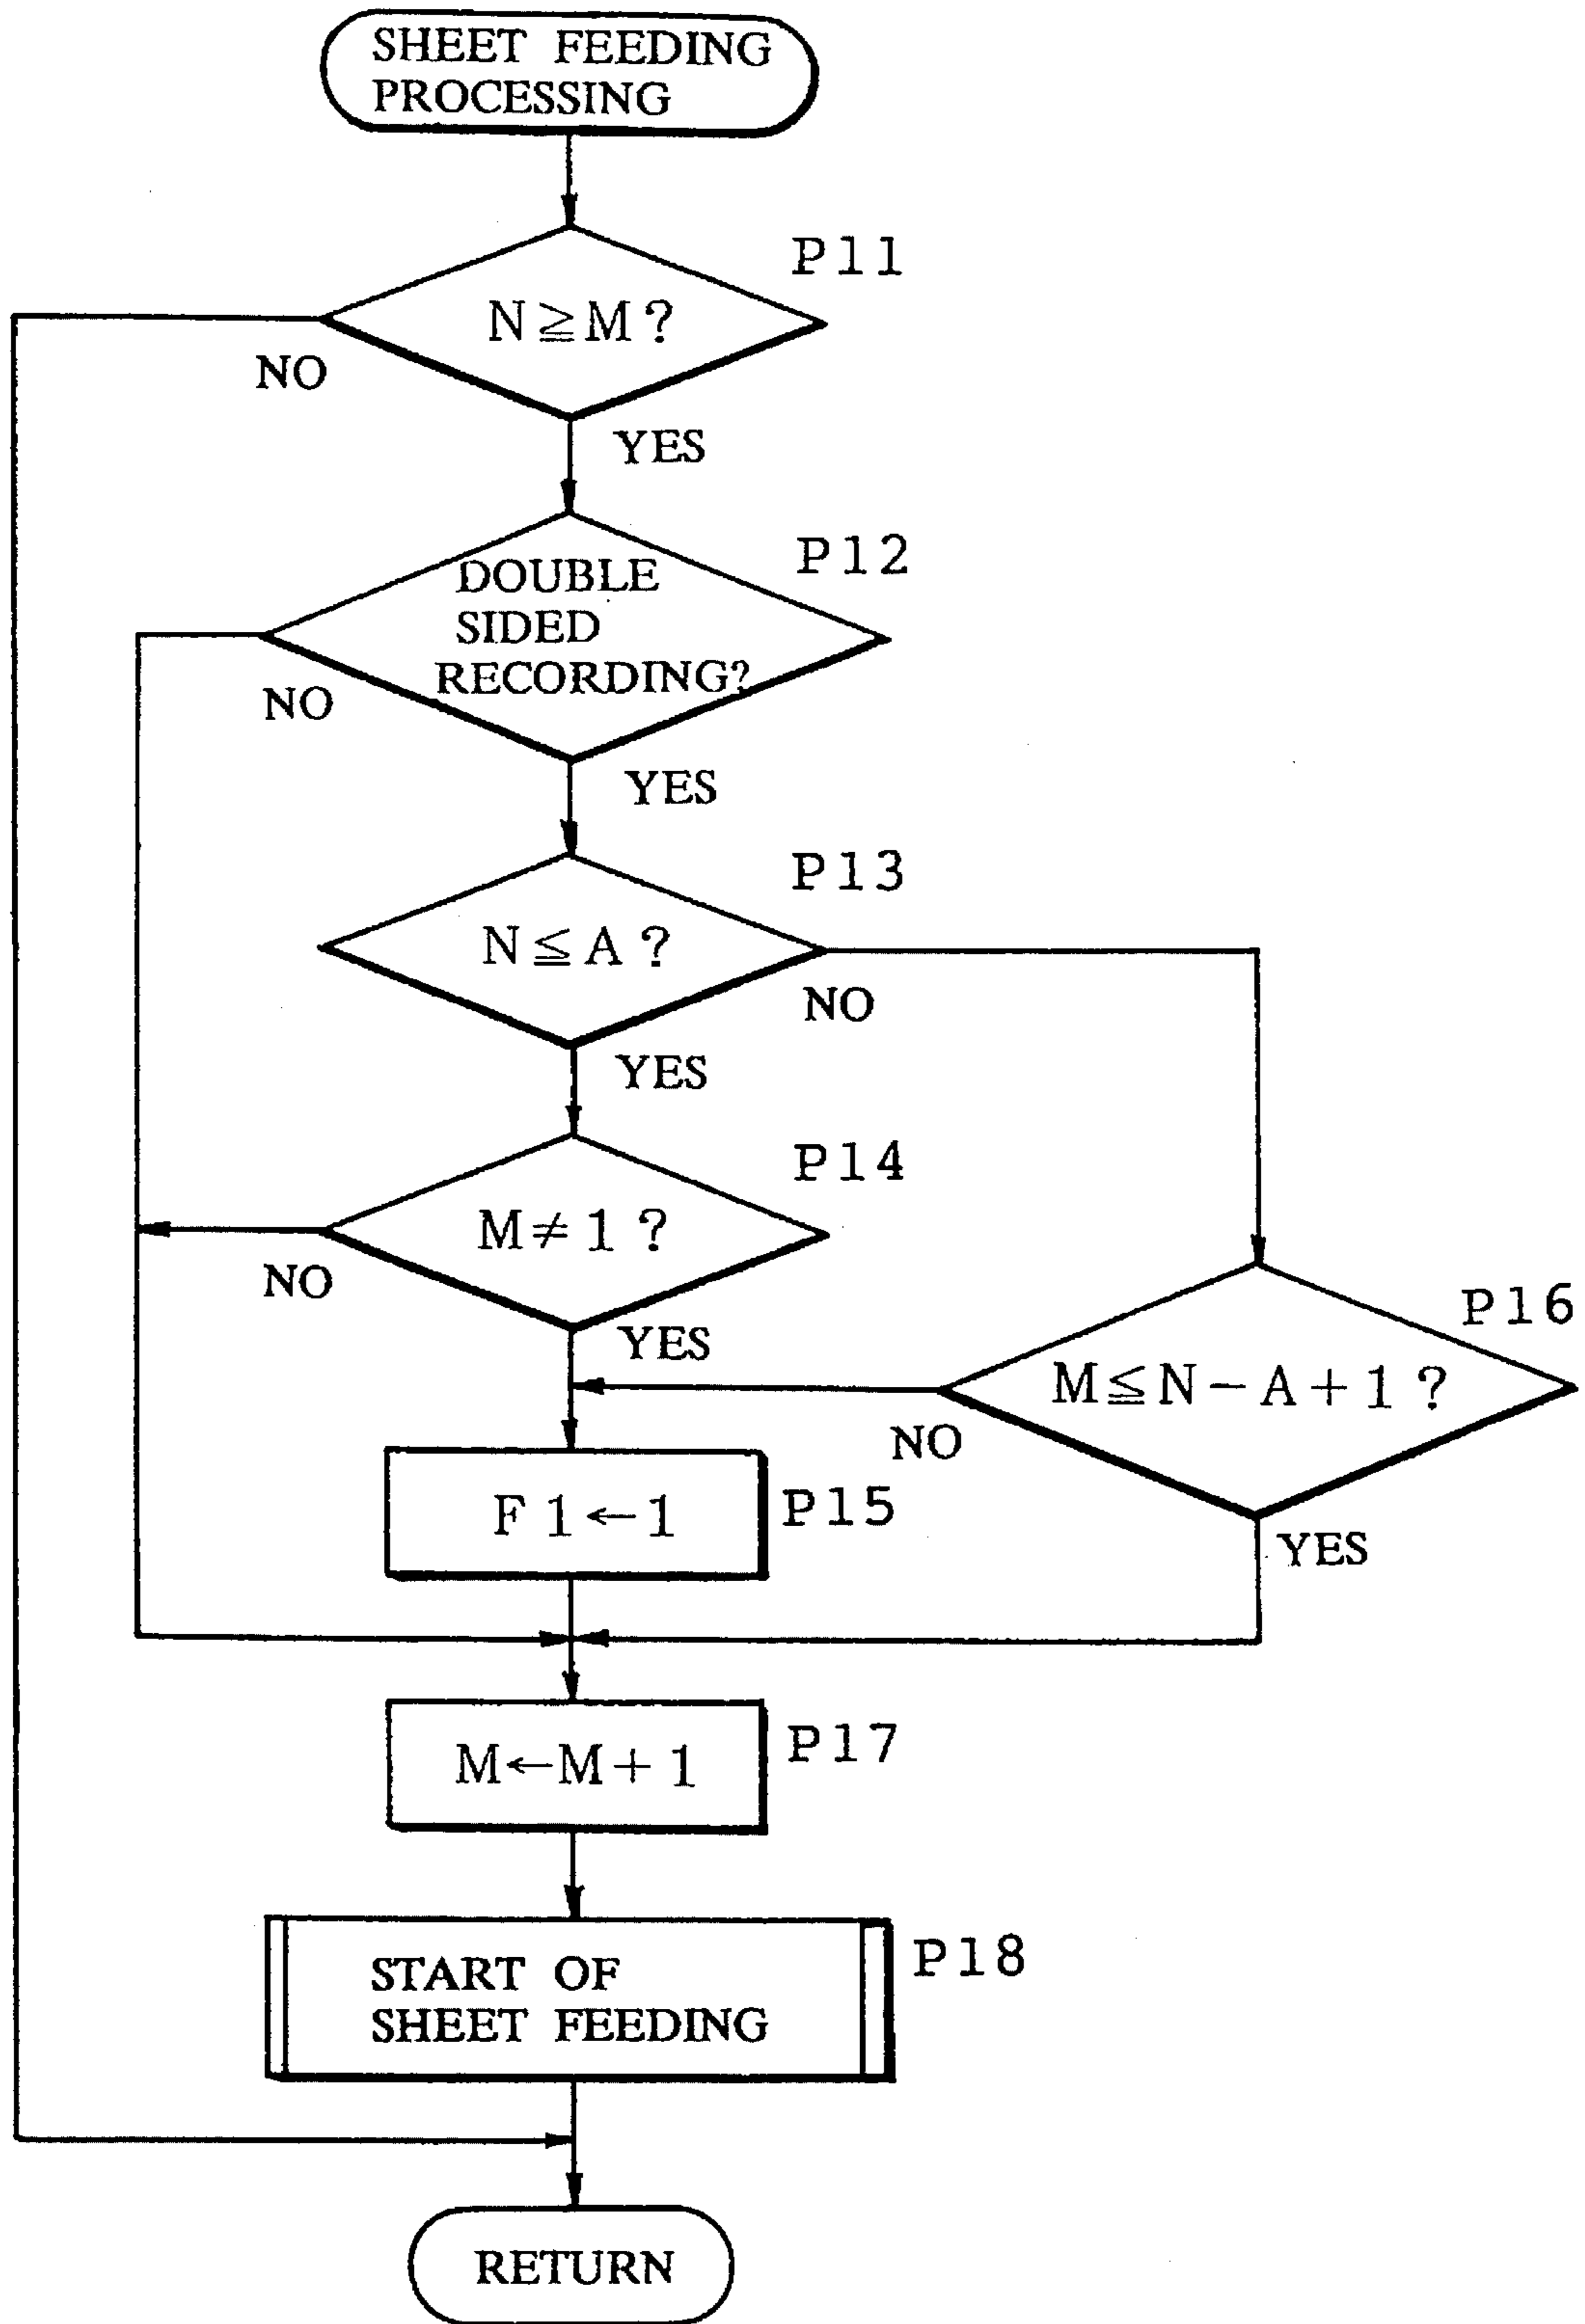 SHEET FEEDING
PROCESSING
P11
N≧M?
NO
YES
P12
DOUBLE
SIDED
RECORDING?
NO
YES
P13
N≦A?
NO
YES
P14
M≠1?
NO
YES
P16
M≦N-A+1?
NO
YES
F1←1
P15
M←M+1
P17
START OF
SHEET FEEDING
P18
RETURN